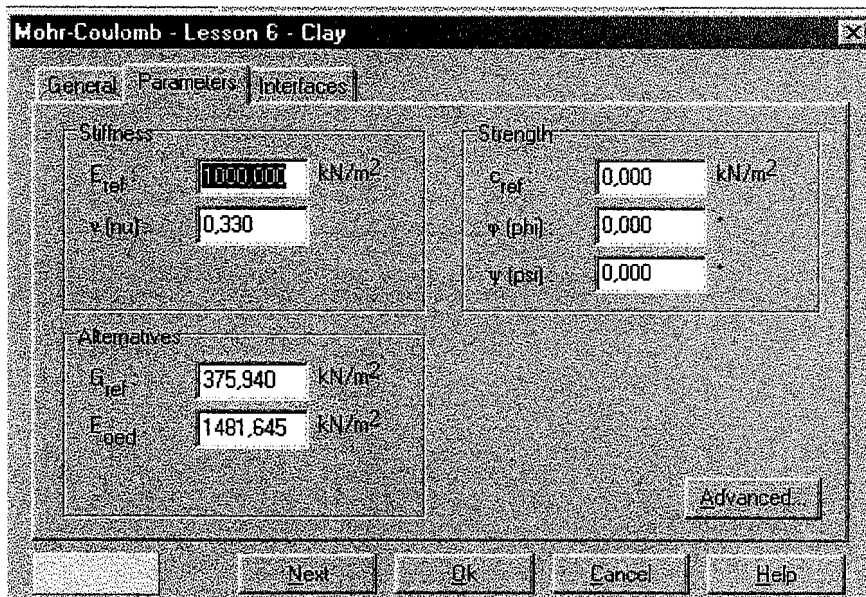 Mohr-Coulomb - Lesson 6 - Clay
General Parameters Interfaces
Stiffness
E ref : 1000,000 kN/m²
ν (nu) : 0,330
Strength
c ref : 0,000 kN/m²
φ (phi) : 0,000 °
ψ (psi) : 0,000 °
Alternatives
G ref : 375,940 kN/m²
E oed : 1481,645 kN/m²
Advanced...
Next Ok Cancel Help